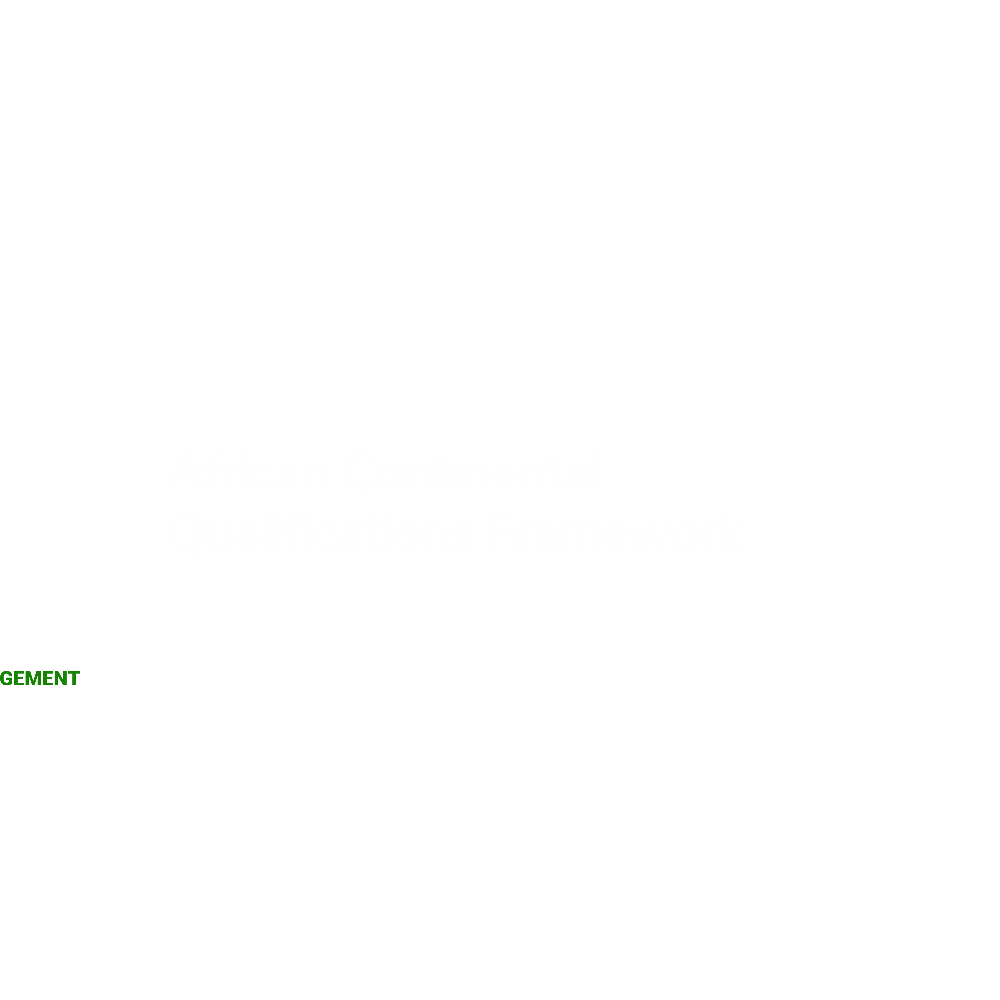 African Continental
Qualifications Framework
GEMENT